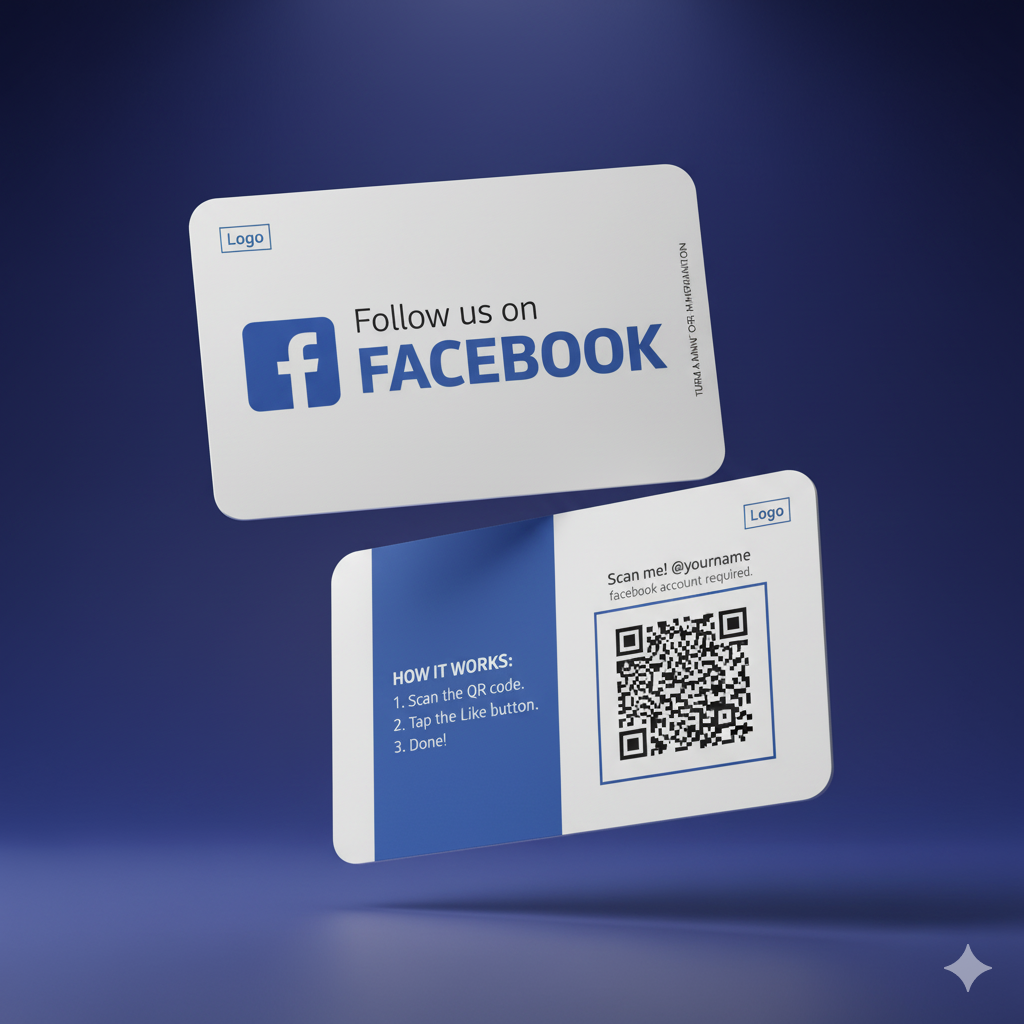 Logo
Follow us on
FACEBOOK
Logo
Scan me! @yourname
facebook account required.
HOW IT WORKS:
1. Scan the QR code.
2. Tap the Like button.
3. Done!